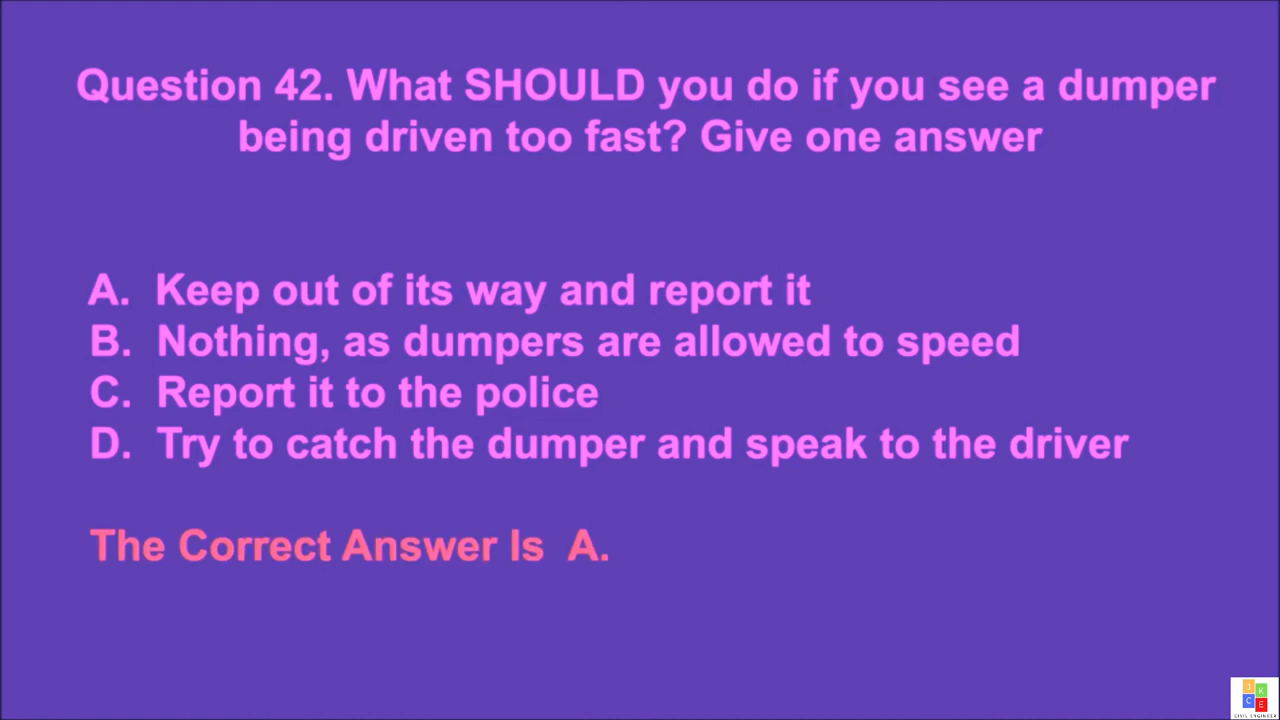 Question 42. What SHOULD you do if you see a dumper
being driven too fast? Give one answer
A. Keep out of its way and report it
B. Nothing, as dumpers are allowed to speed
C. Report it to the police
D. Try to catch the dumper and speak to the driver
The Correct Answer Is A.
J K
C E
CIVIL ENGINEER